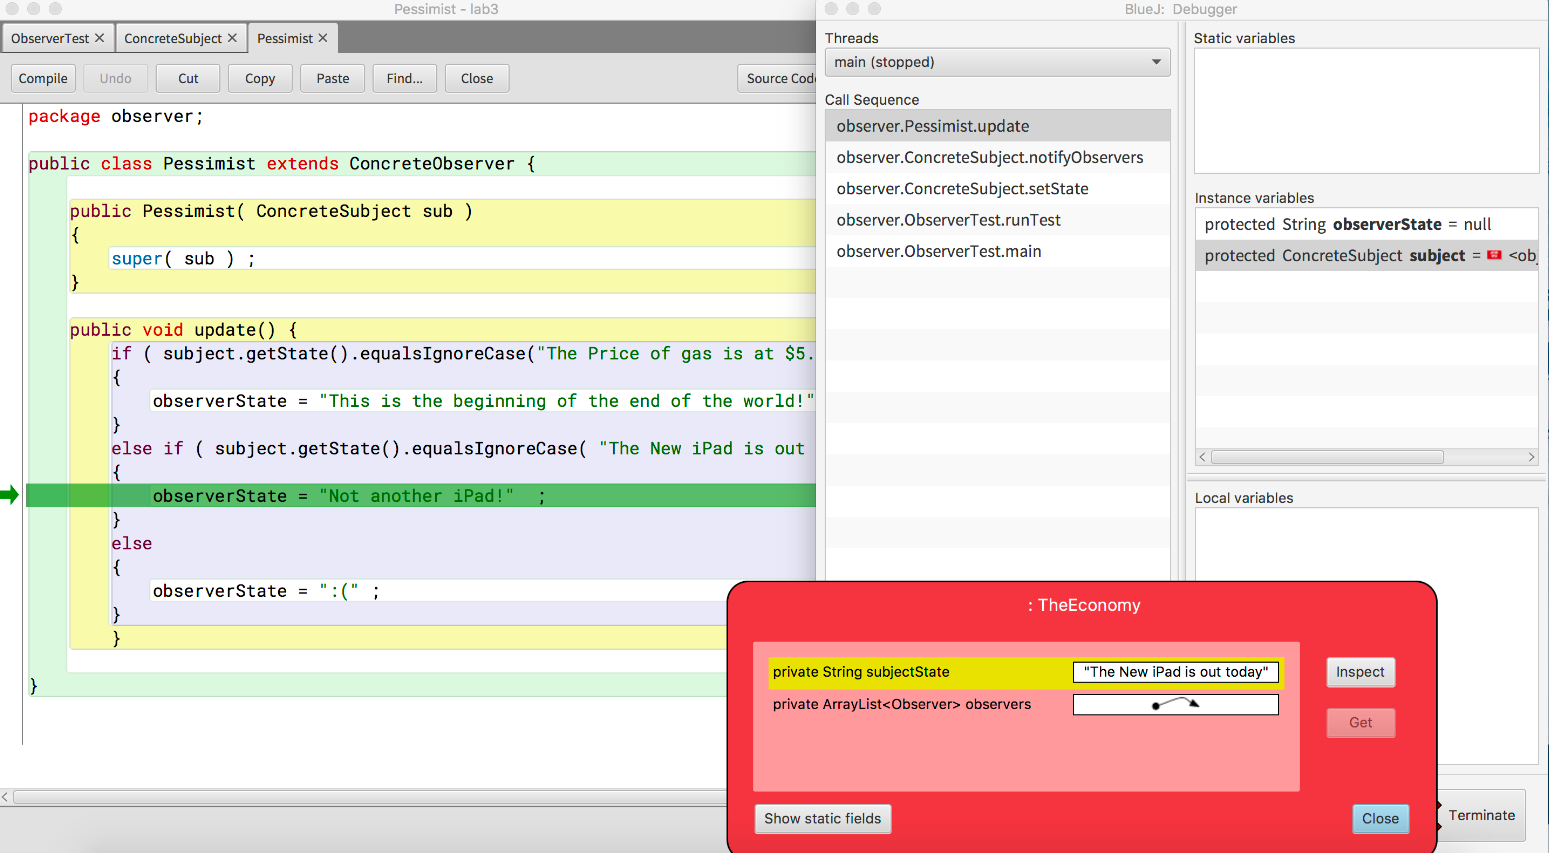 Pessimist - lab3
ObserverTest ✕ ConcreteSubject ✕ Pessimist ✕
Compile Undo Cut Copy Paste Find... Close Source Code
package observer;
public class Pessimist extends ConcreteObserver {
public Pessimist( ConcreteSubject sub )
{
super( sub ) ;
}
public void update() {
if ( subject.getState().equalsIgnoreCase("The Price of gas is at $5.
{
observerState = "This is the beginning of the end of the world!"
}
else if ( subject.getState().equalsIgnoreCase( "The New iPad is out
{
observerState = "Not another iPad!"  ;
}
else
{
observerState = ":(" ;
}
}
}
BlueJ: Debugger
Threads
main (stopped)
Call Sequence
observer.Pessimist.update
observer.ConcreteSubject.notifyObservers
observer.ConcreteSubject.setState
observer.ObserverTest.runTest
observer.ObserverTest.main
Static variables
Instance variables
protected String observerState = null
protected ConcreteSubject subject = <obj
Local variables
: TheEconomy
private String subjectState "The New iPad is out today"
private ArrayList<Observer> observers
Inspect
Get
Show static fields
Close
Terminate